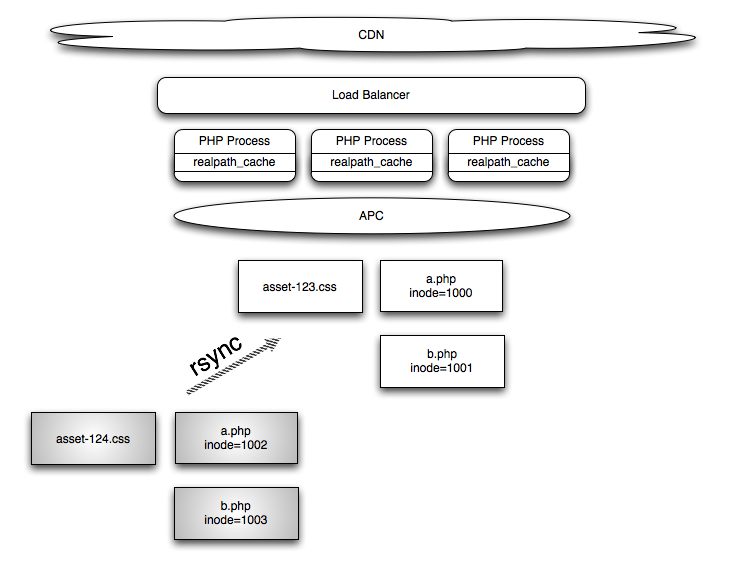 CDN
Load Balancer
PHP Process
realpath_cache
PHP Process
realpath_cache
PHP Process
realpath_cache
APC
asset-123.css
a.php
inode=1000
b.php
inode=1001
rsync
asset-124.css
a.php
inode=1002
b.php
inode=1003